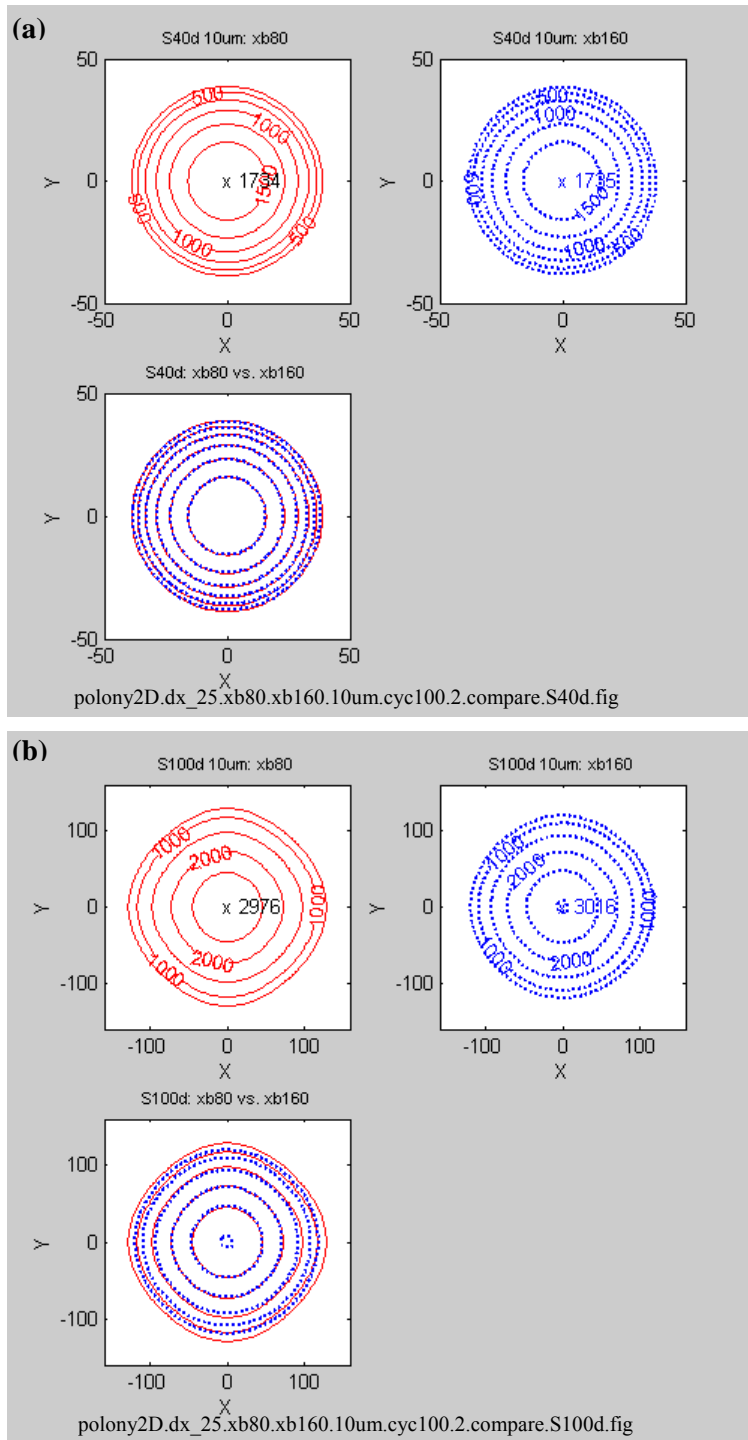 (a)
S40d 10um: xb80
S40d 10um: xb160
50
0
-50
Y
-50 0 50
X
500
1000
1500
x 1734
500
1000
500
50
0
-50
Y
-50 0 50
X
500
1000
500
x 1735
1500
1000
500
S40d: xb80 vs. xb160
50
0
-50
Y
-50 0 50
X
polony2D.dx_25.xb80.xb160.10um.cyc100.2.compare.S40d.fig
(b)
S100d 10um: xb80
S100d 10um: xb160
100
0
-100
Y
-100 0 100
X
1000
2000
x 2976
1000
2000
1000
100
0
-100
Y
-100 0 100
X
1000
2000
x 3016
1000
2000
1000
S100d: xb80 vs. xb160
100
0
-100
Y
-100 0 100
X
polony2D.dx_25.xb80.xb160.10um.cyc100.2.compare.S100d.fig